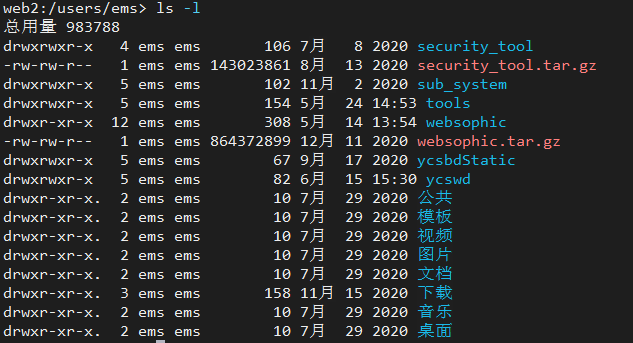 web2:/users/ems> ls -l
总用量 983788
drwxrwxr-x   4 ems ems       106 7月   8 2020 security_tool
-rw-rw-r--   1 ems ems 143023861 8月  13 2020 security_tool.tar.gz
drwxrwxr-x   5 ems ems       102 11月  2 2020 sub_system
drwxrwxr-x   5 ems ems       154 5月  24 14:53 tools
drwxr-xr-x  12 ems ems       308 5月  14 13:54 websophic
-rw-rw-r--   1 ems ems 864372899 12月 11 2020 websophic.tar.gz
drwxrwxr-x   5 ems ems        67 9月  17 2020 ycsbdStatic
drwxrwxr-x   5 ems ems        82 6月  15 15:30 ycswd
drwxr-xr-x.  2 ems ems        10 7月  29 2020 公共
drwxr-xr-x.  2 ems ems        10 7月  29 2020 模板
drwxr-xr-x.  2 ems ems        10 7月  29 2020 视频
drwxr-xr-x.  2 ems ems        10 7月  29 2020 图片
drwxr-xr-x.  2 ems ems        10 7月  29 2020 文档
drwxr-xr-x.  3 ems ems       158 11月 15 2020 下载
drwxr-xr-x.  2 ems ems        10 7月  29 2020 音乐
drwxr-xr-x.  2 ems ems        10 7月  29 2020 桌面